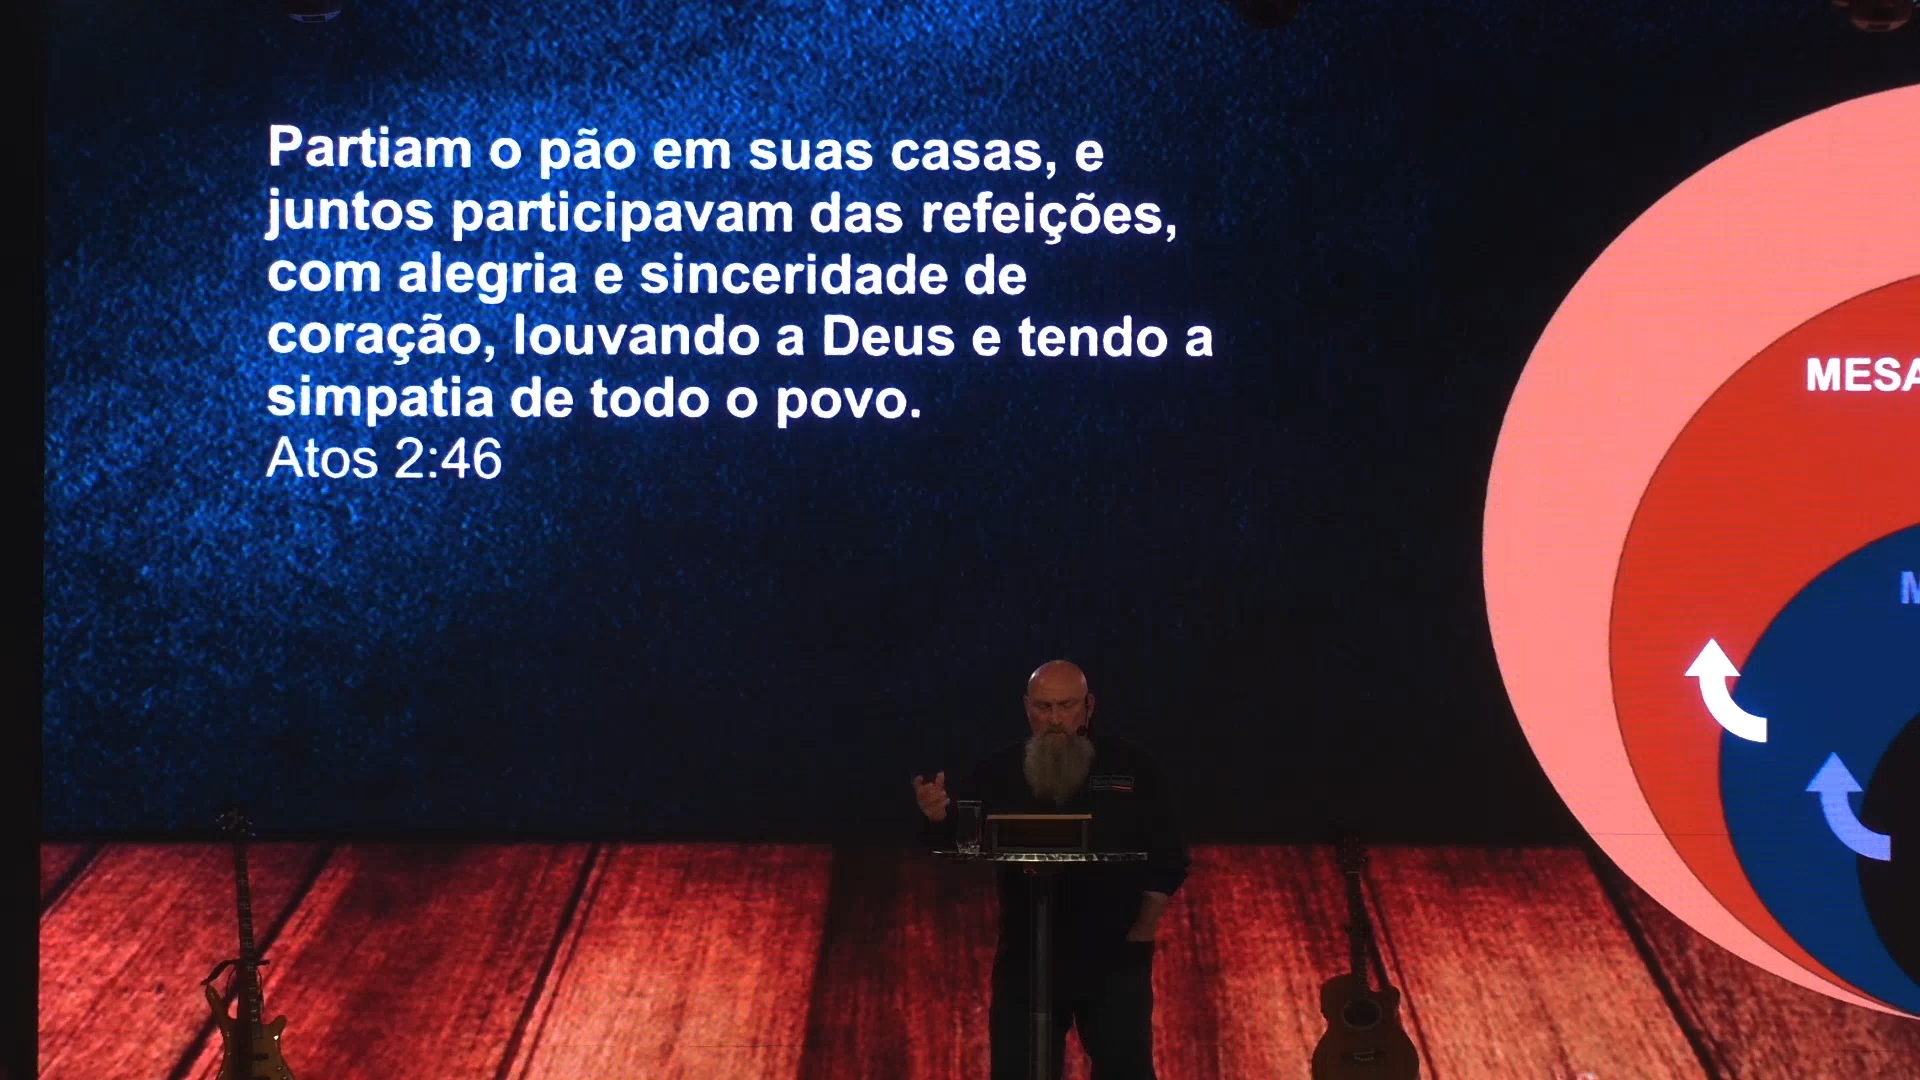 Partiam o pão em suas casas, e
juntos participavam das refeições,
com alegria e sinceridade de
coração, louvando a Deus e tendo a
simpatia de todo o povo.
Atos 2:46
MESA